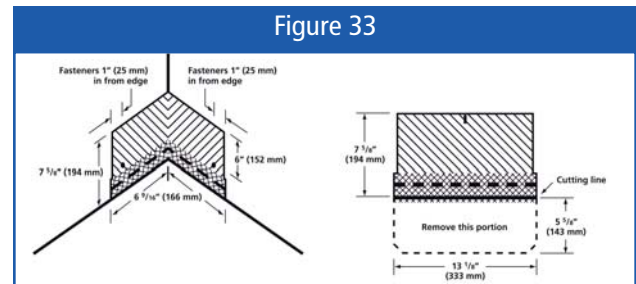 Figure 33
Fasteners 1" (25 mm)
in from edge
Fasteners 1" (25 mm)
in from edge
7 5/8" (194 mm)
6" (152 mm)
6 9/16" (166 mm)
7 5/8"
(194 mm)
Cutting line
Remove this portion
5 5/8"
(143 mm)
13 1/8"
(333 mm)